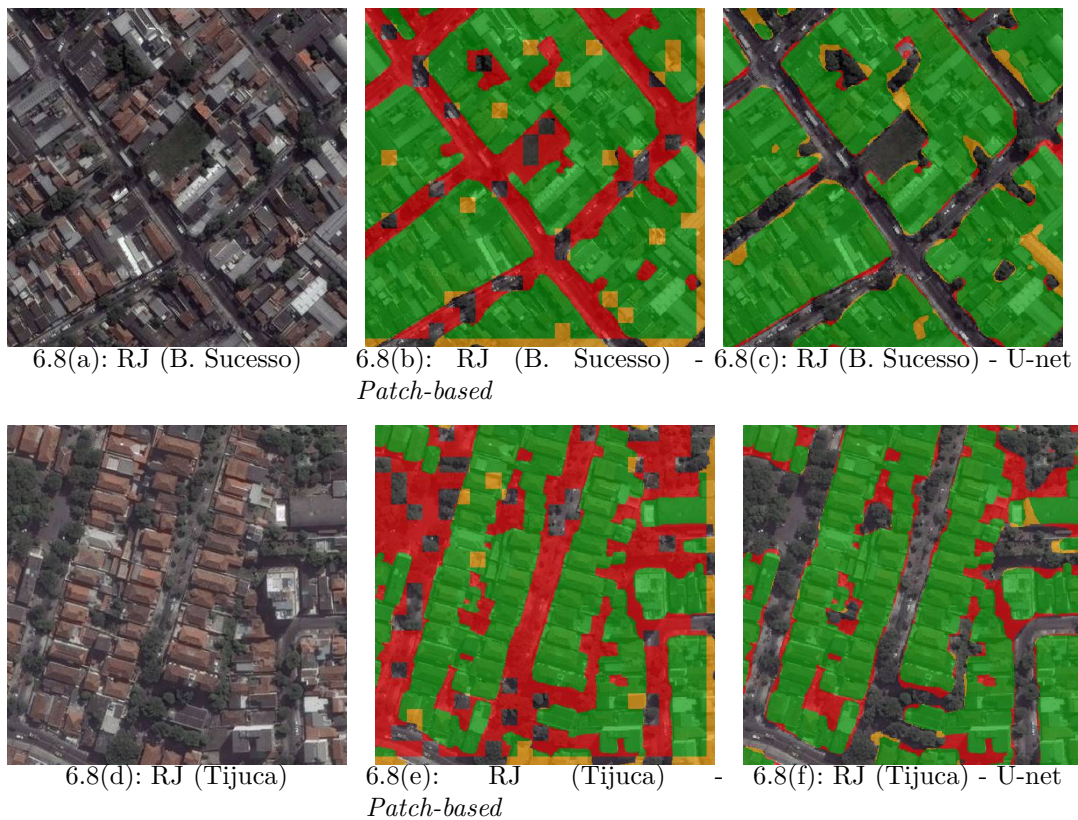 6.8(a): RJ (B. Sucesso)
6.8(b): RJ (B. Sucesso) -
Patch-based
6.8(c): RJ (B. Sucesso) - U-net
6.8(d): RJ (Tijuca)
6.8(e): RJ (Tijuca) -
Patch-based
6.8(f): RJ (Tijuca) - U-net